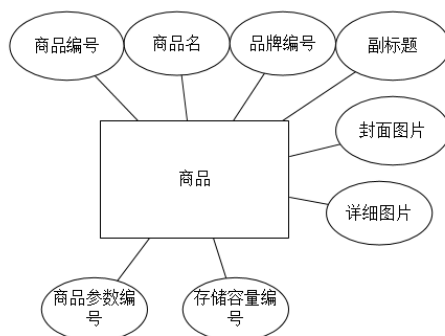 商品编号
商品名
品牌编号
副标题
封面图片
商品
详细图片
商品参数编
号
存储容量编
号